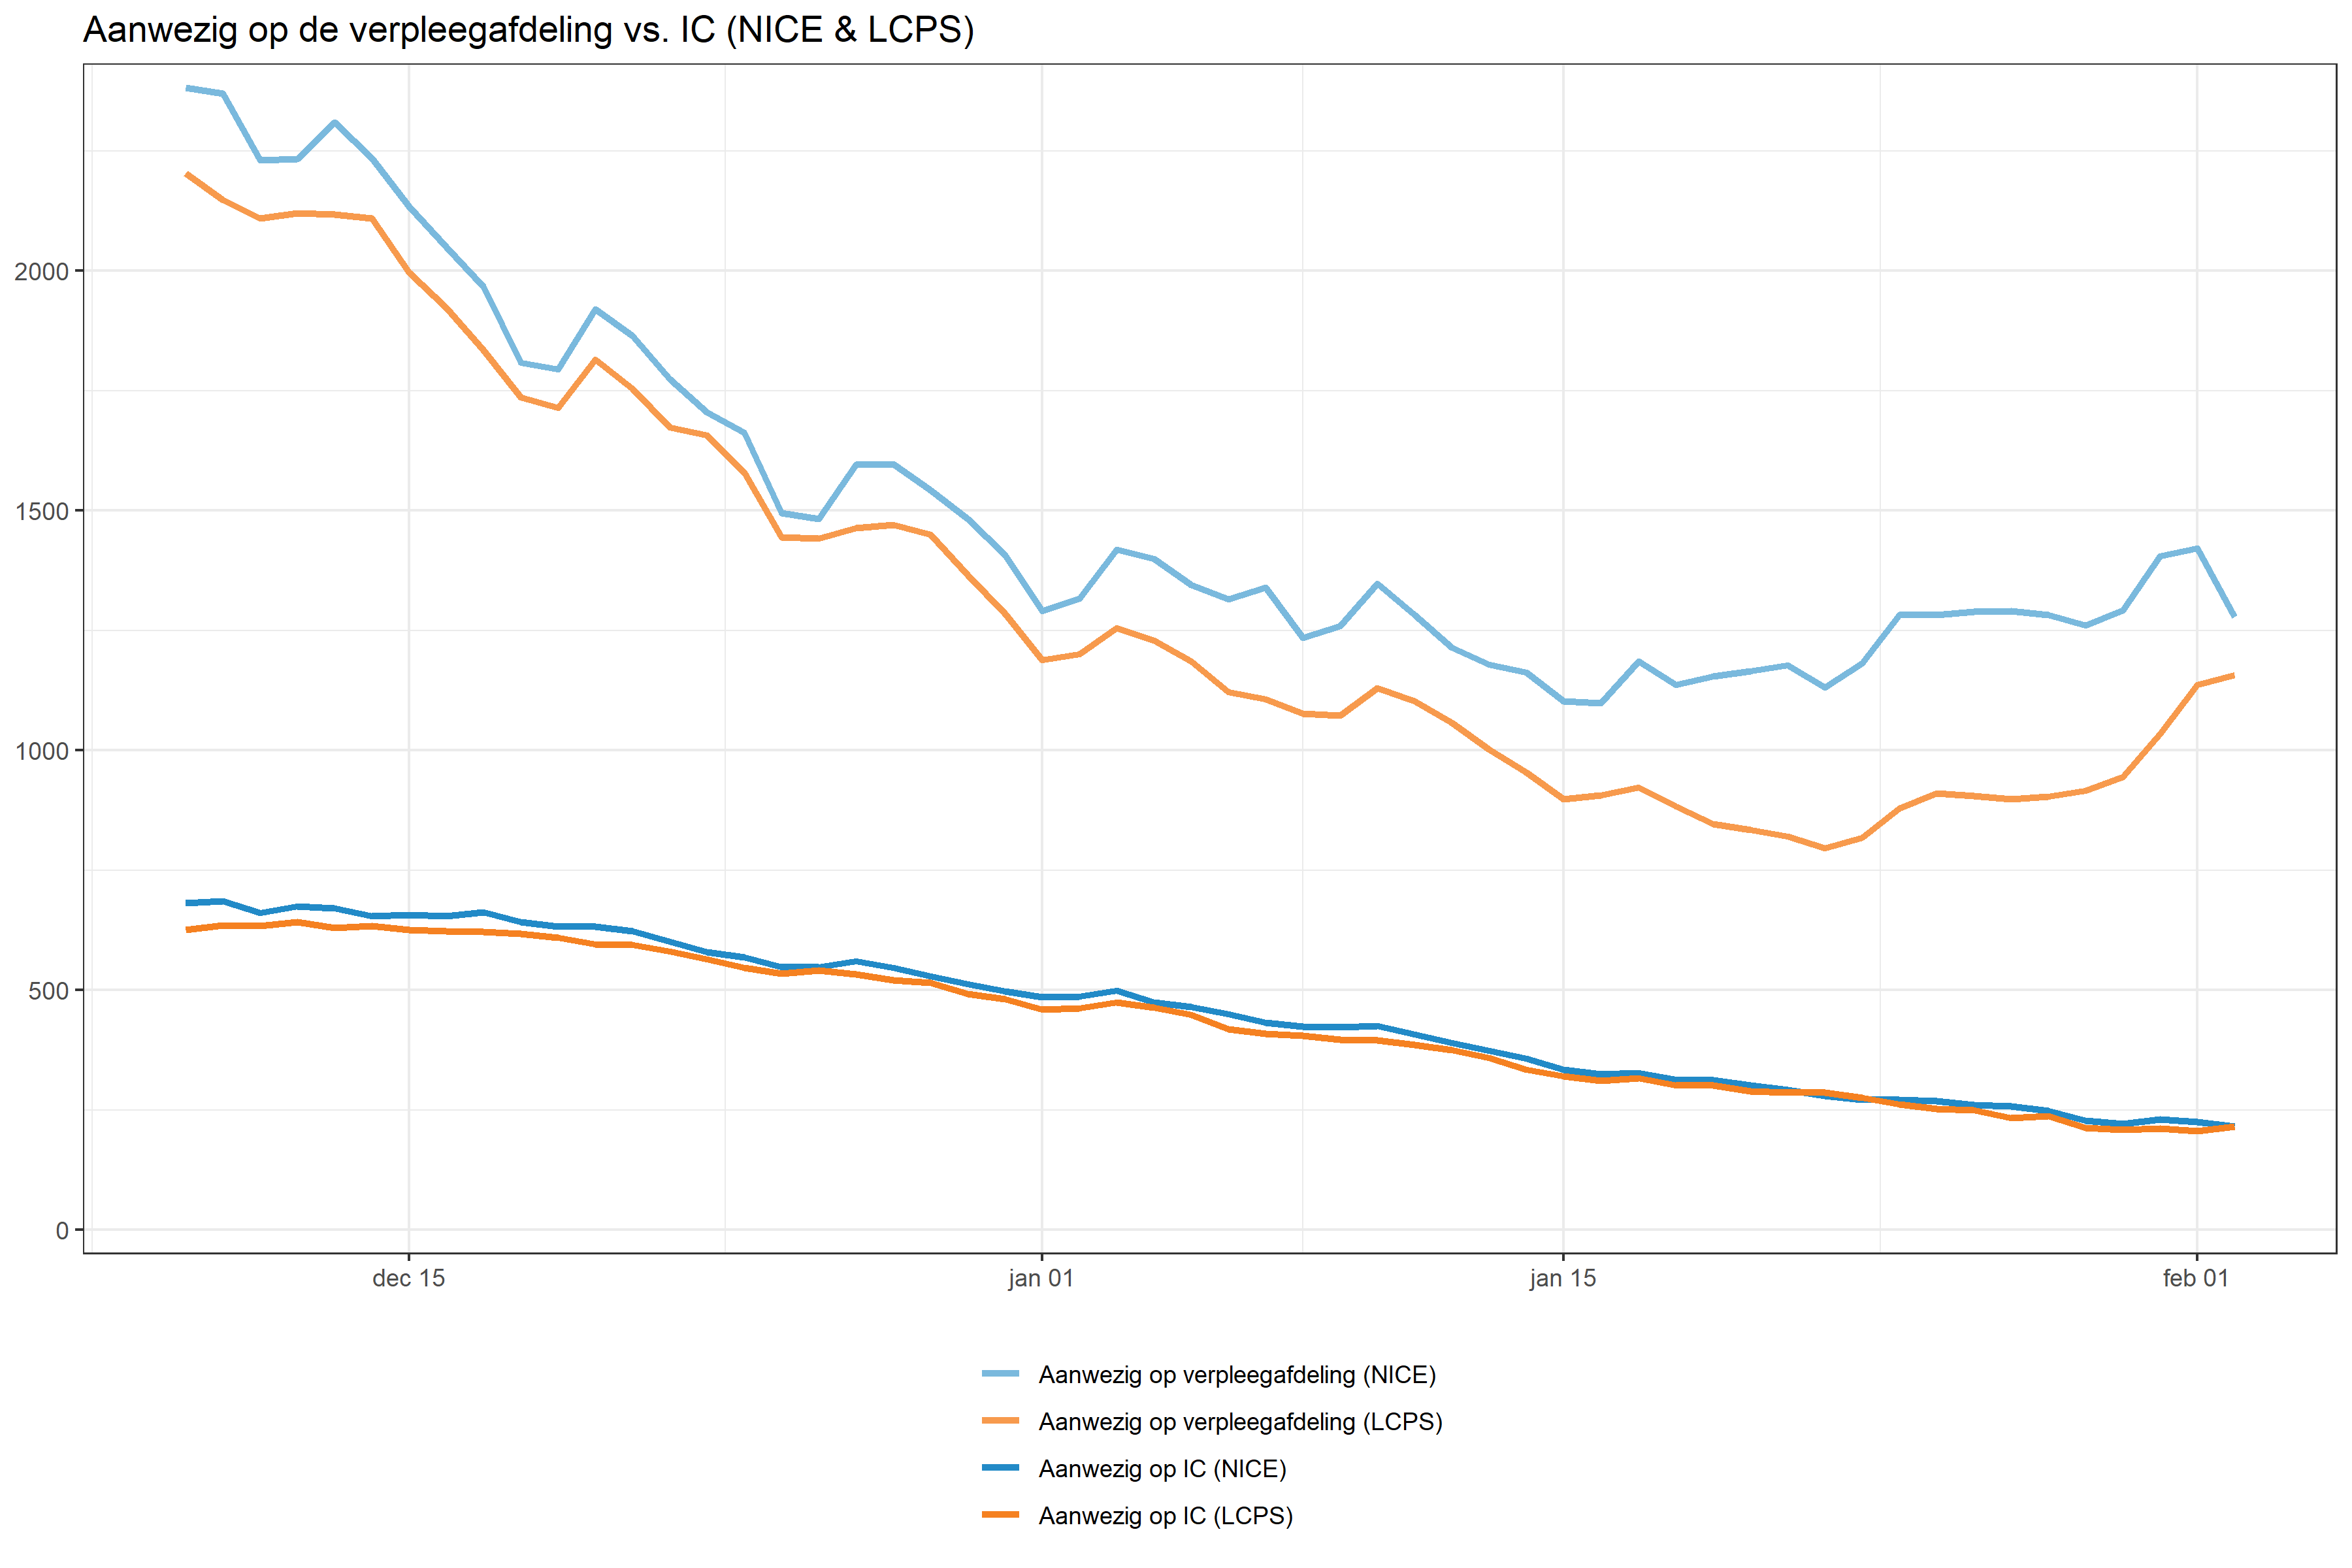 Aanwezig op de verpleegafdeling vs. IC (NICE & LCPS)
2000
1500
1000
500
0
dec 15 jan 01 jan 15 feb 01
Aanwezig op verpleegafdeling (NICE)
Aanwezig op verpleegafdeling (LCPS)
Aanwezig op IC (NICE)
Aanwezig op IC (LCPS)